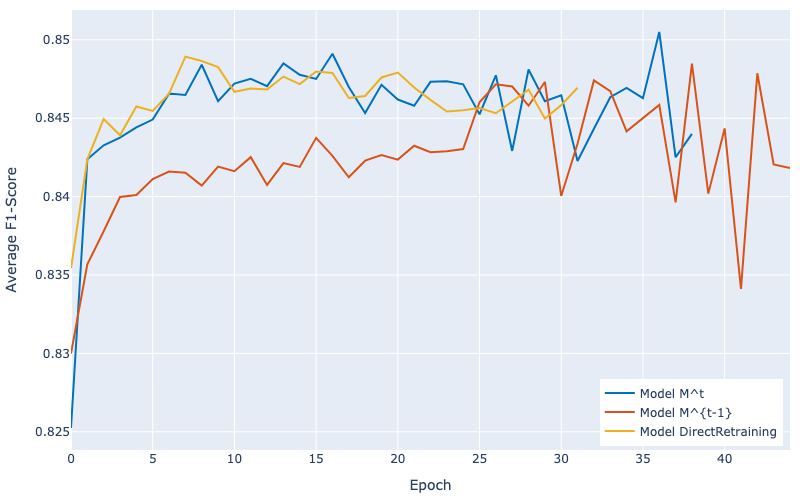 0.85
0.845
0.84
0.835
0.83
0.825
Average F1-Score
0 5 10 15 20 25 30 35 40
Epoch
Model M^t
Model M^{t-1}
Model DirectRetraining